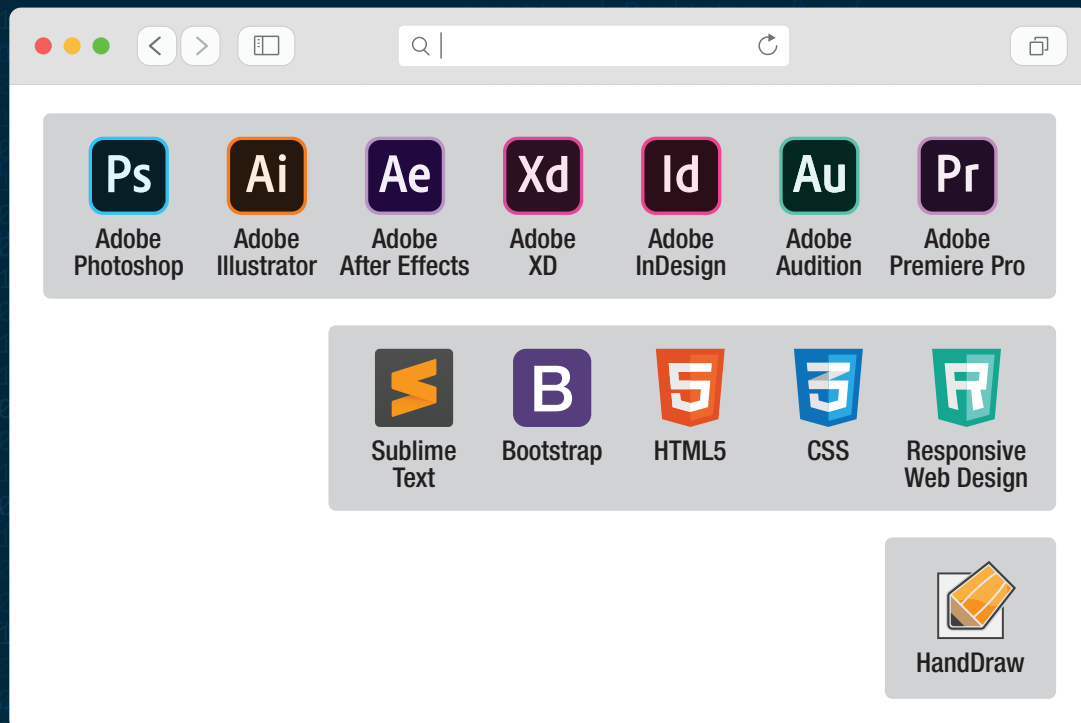 Ps Ai Ae Xd Id Au Pr
Adobe Photoshop
Adobe Illustrator
Adobe After Effects
Adobe XD
Adobe InDesign
Adobe Audition
Adobe Premiere Pro
B 5 3 R
Sublime Text
Bootstrap
HTML5
CSS
Responsive Web Design
HandDraw